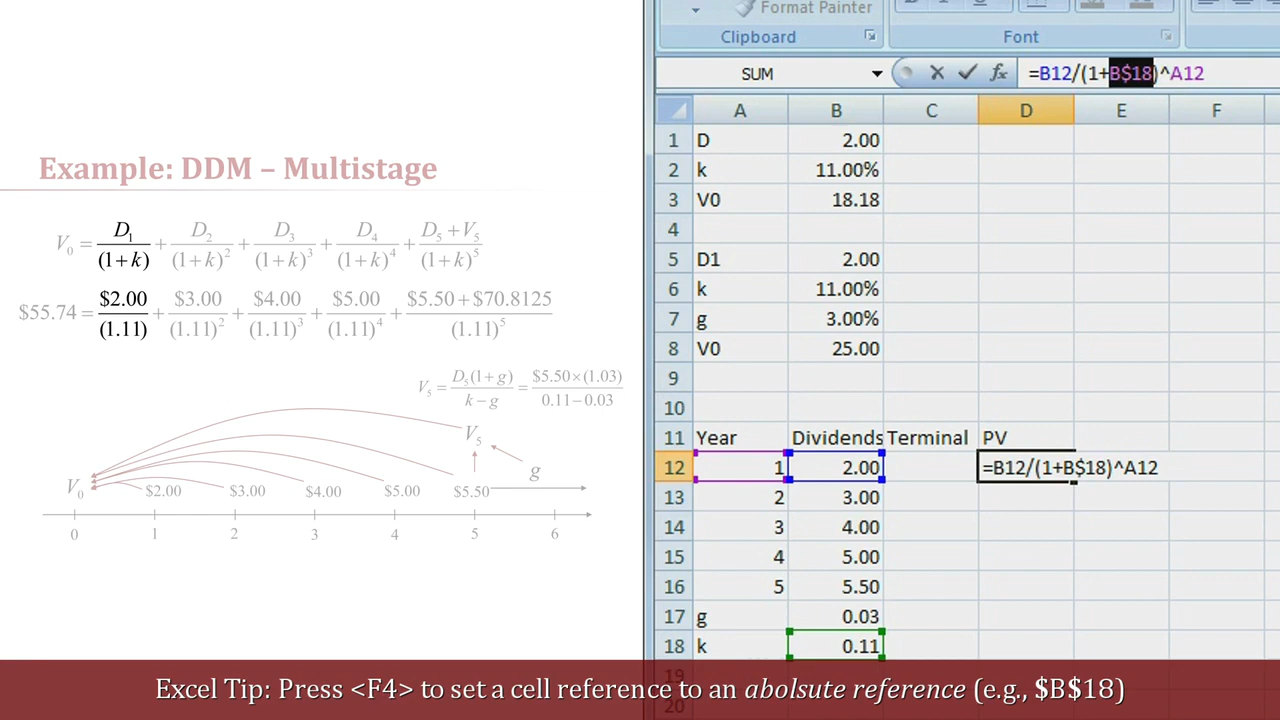 Format Painter
Clipboard
Font
SUM
=B12/(1+B$18)^A12
A B C D E F
1 D 2.00
2 k 11.00%
3 V0 18.18
4
5 D1 2.00
6 k 11.00%
7 g 3.00%
8 V0 25.00
9
10
11 Year Dividends Terminal PV
12 1 2.00 =B12/(1+B$18)^A12
13 2 3.00
14 3 4.00
15 4 5.00
16 5 5.50
17 g 0.03
18 k 0.11
19
20
Example: DDM – Multistage
V₀ = D₁/(1+k) + D₂/(1+k)² + D₃/(1+k)³ + D₄/(1+k)⁴ + D₅+V₅/(1+k)⁵
$55.74 = $2.00/(1.11) + $3.00/(1.11)² + $4.00/(1.11)³ + $5.00/(1.11)⁴ + $5.50+$70.8125/(1.11)⁵
V₅ = D₅(1+g)/k−g = $5.50×(1.03)/0.11−0.03
V₅
g
V₀ $2.00 $3.00 $4.00 $5.00 $5.50
0 1 2 3 4 5 6
Excel Tip: Press <F4> to set a cell reference to an abolsute reference (e.g., $B$18)